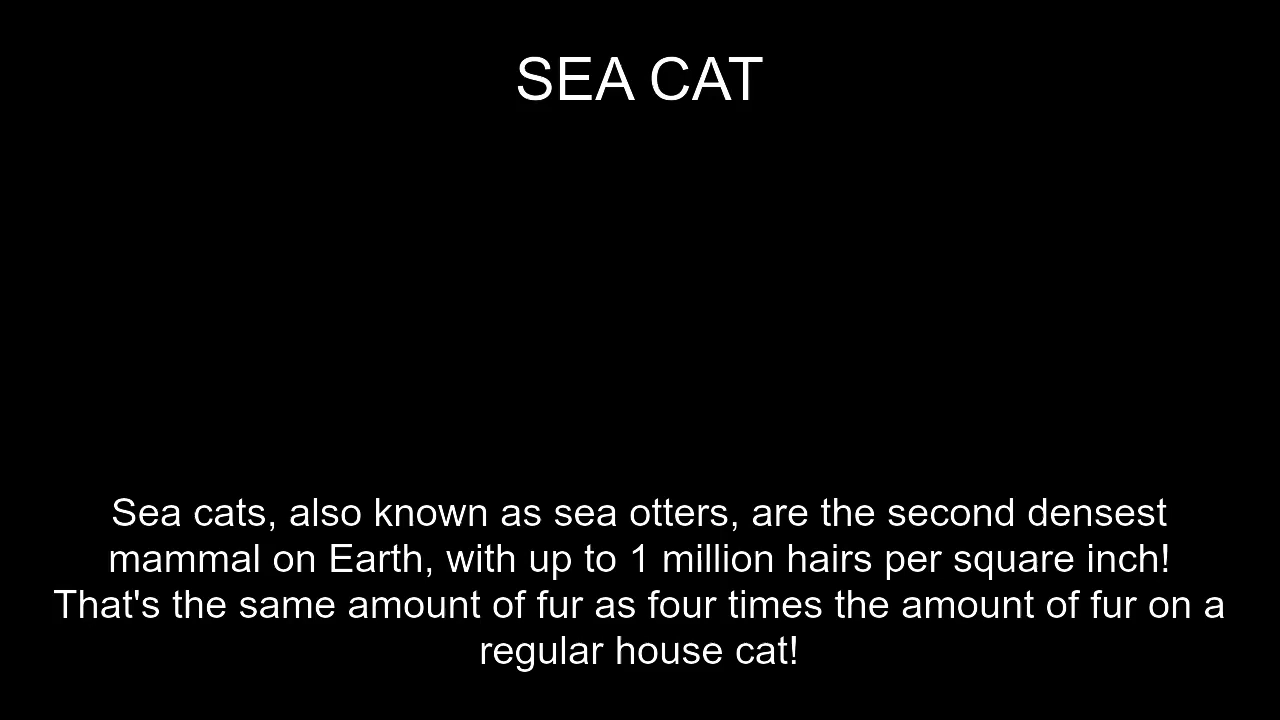 SEA CAT
Sea cats, also known as sea otters, are the second densest
mammal on Earth, with up to 1 million hairs per square inch!
That's the same amount of fur as four times the amount of fur on a
regular house cat!